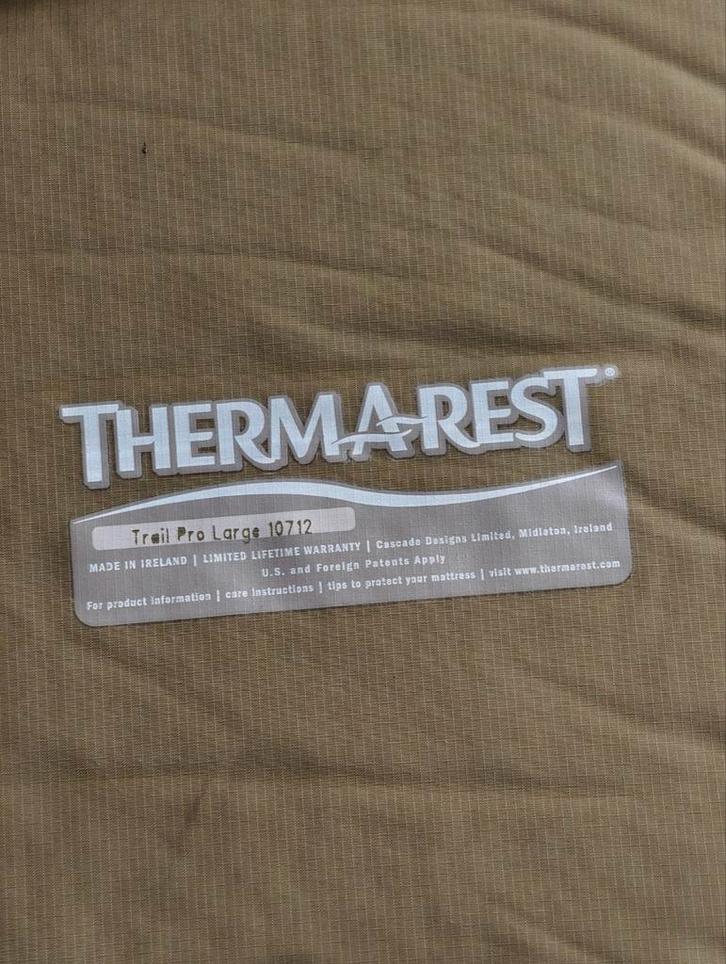 THERMAREST®
Trail Pro Large 10712
MADE IN IRELAND | LIMITED LIFETIME WARRANTY | Cascade Designs Limited, Midleton, Ireland
U.S. and Foreign Patents Apply
For product information | care instructions | tips to protect your mattress | visit www.thermarest.com